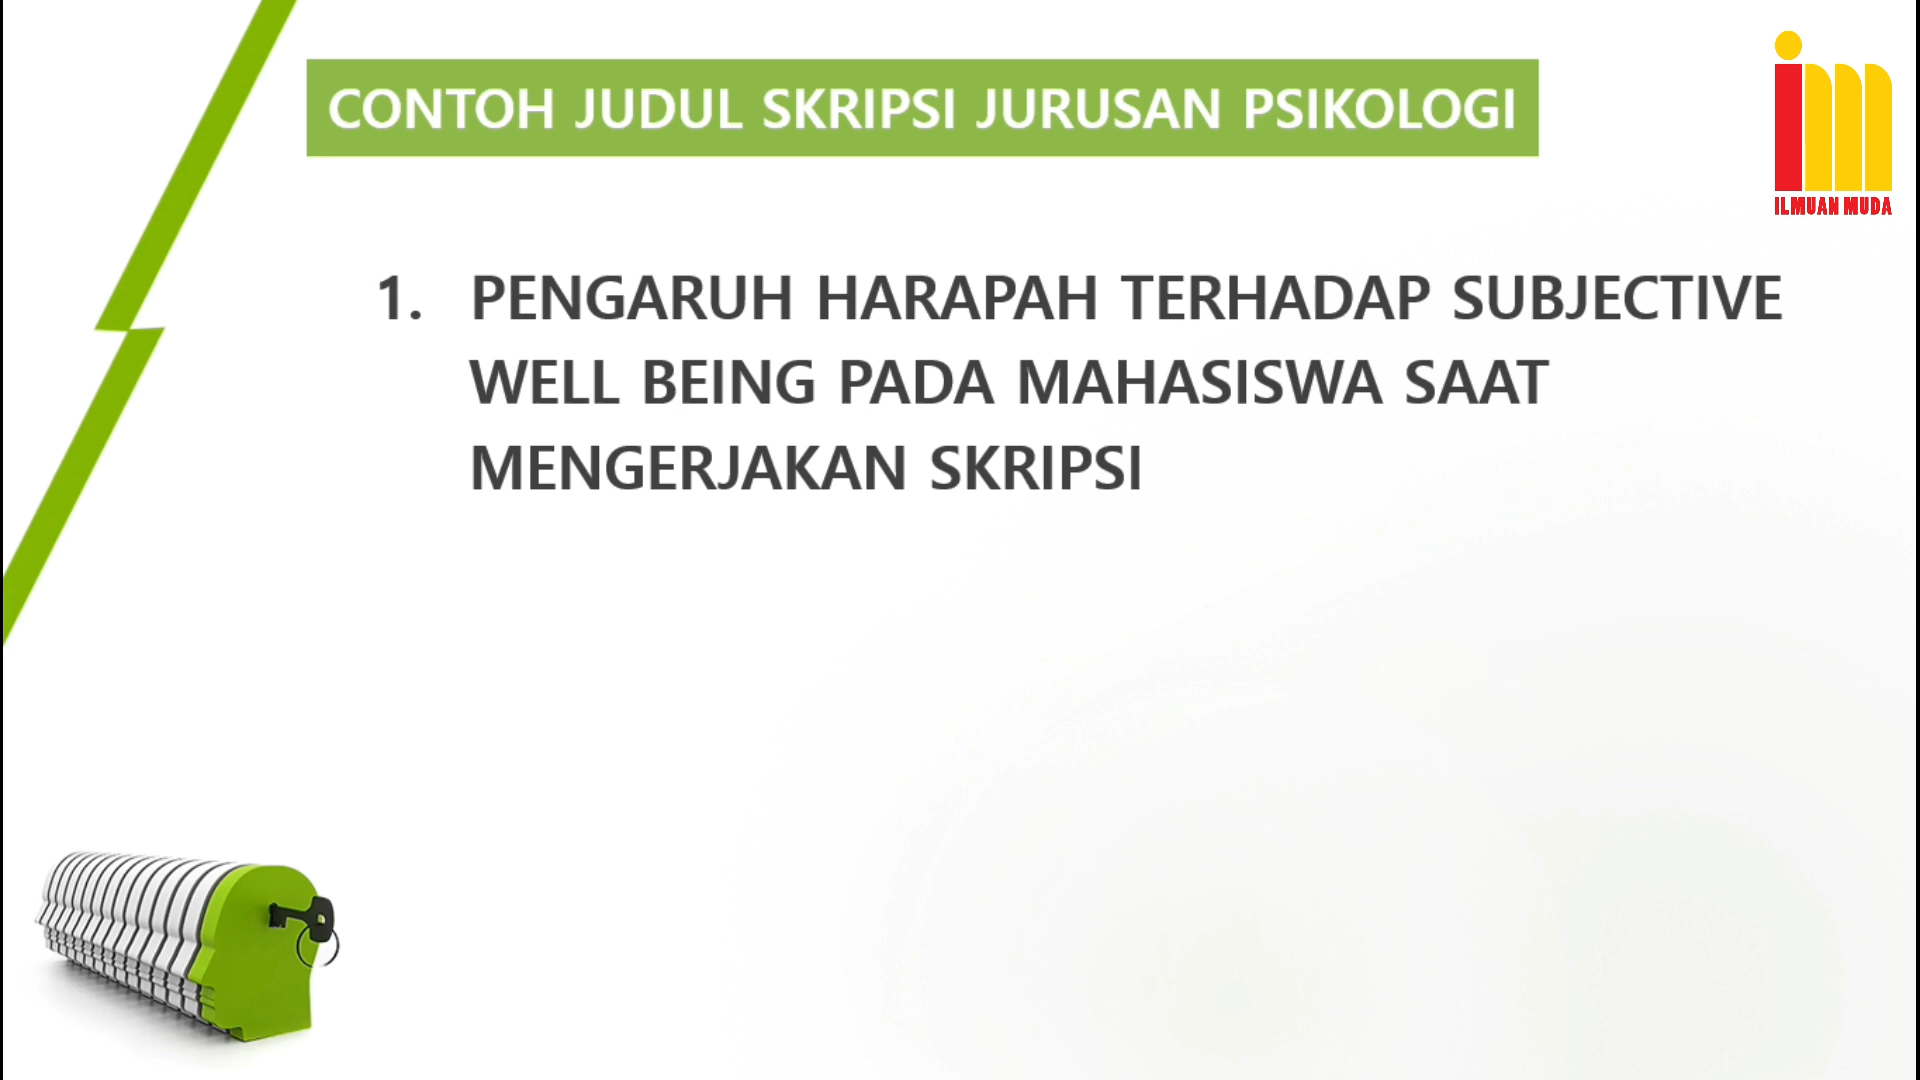 CONTOH JUDUL SKRIPSI JURUSAN PSIKOLOGI
ILMUAN MUDA
1. PENGARUH HARAPAH TERHADAP SUBJECTIVE
WELL BEING PADA MAHASISWA SAAT
MENGERJAKAN SKRIPSI